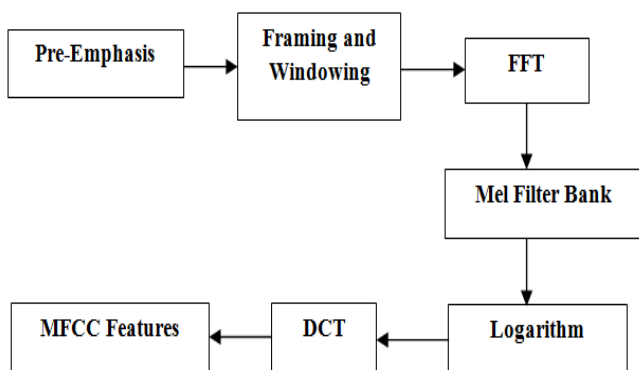 Pre-Emphasis
Framing and
Windowing
FFT
Mel Filter Bank
Logarithm
DCT
MFCC Features